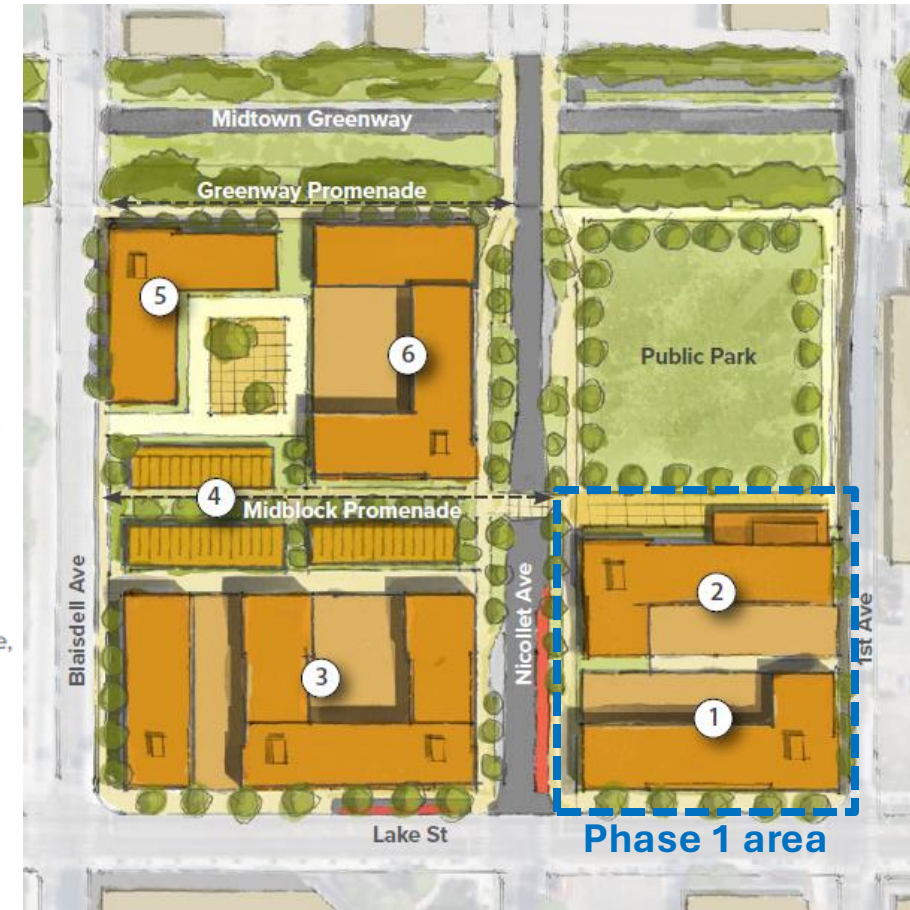 Midtown Greenway
Greenway Promenade
5
6
Public Park
4
Midblock Promenade
e,
Blaisdell Ave
3
Nicollet Ave
2
1
1st Ave
Lake St
Phase 1 area